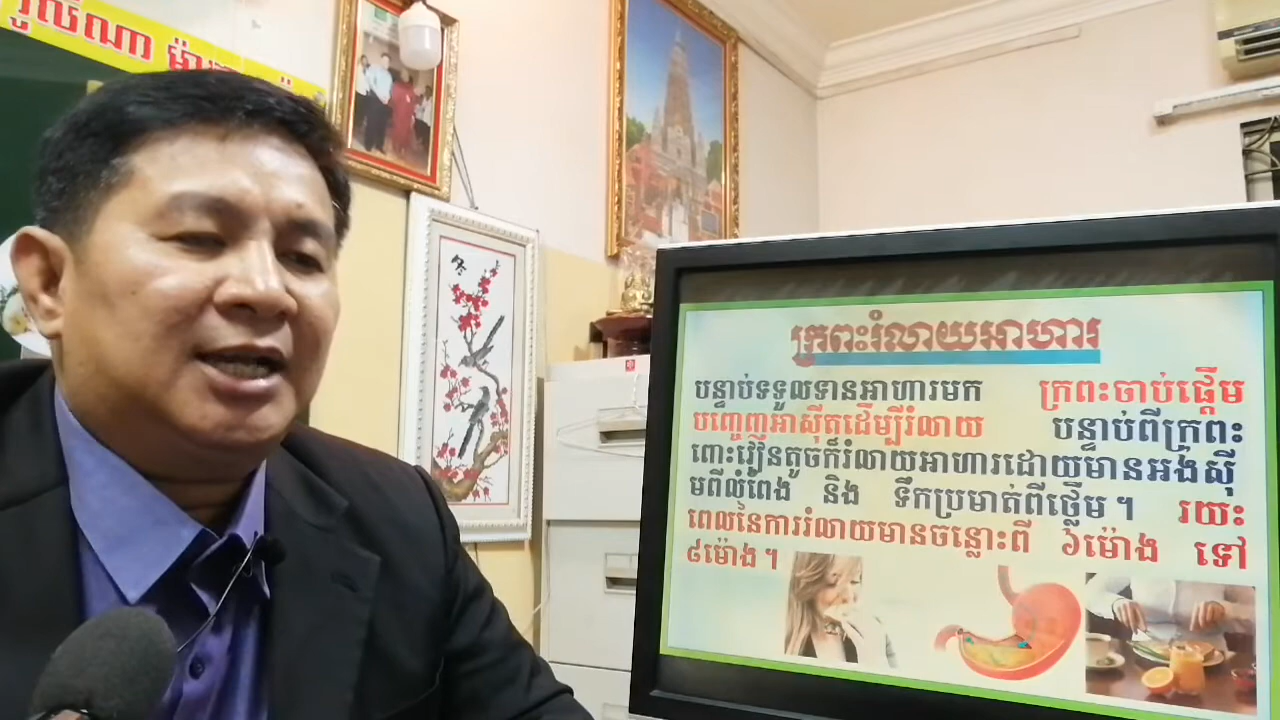 រូលីណា
ក្រពះរំលាយអាហារ
បន្ទាប់ទទួលទានអាហារមក ក្រពះចាប់ផ្តើម
បញ្ចេញអាស៊ីតដើម្បីរំលាយ បន្ទាប់ពីក្រពះ
ពោះវៀនតូចក៏រំលាយអាហារដោយមានអង់ស៊ី
មពីលំពែង និង ទឹកប្រមាត់ពីថ្លើម។ រយះ
ពេលនៃការរំលាយមានចន្លោះពី ៦ម៉ោង ទៅ
៨ម៉ោង។
冬